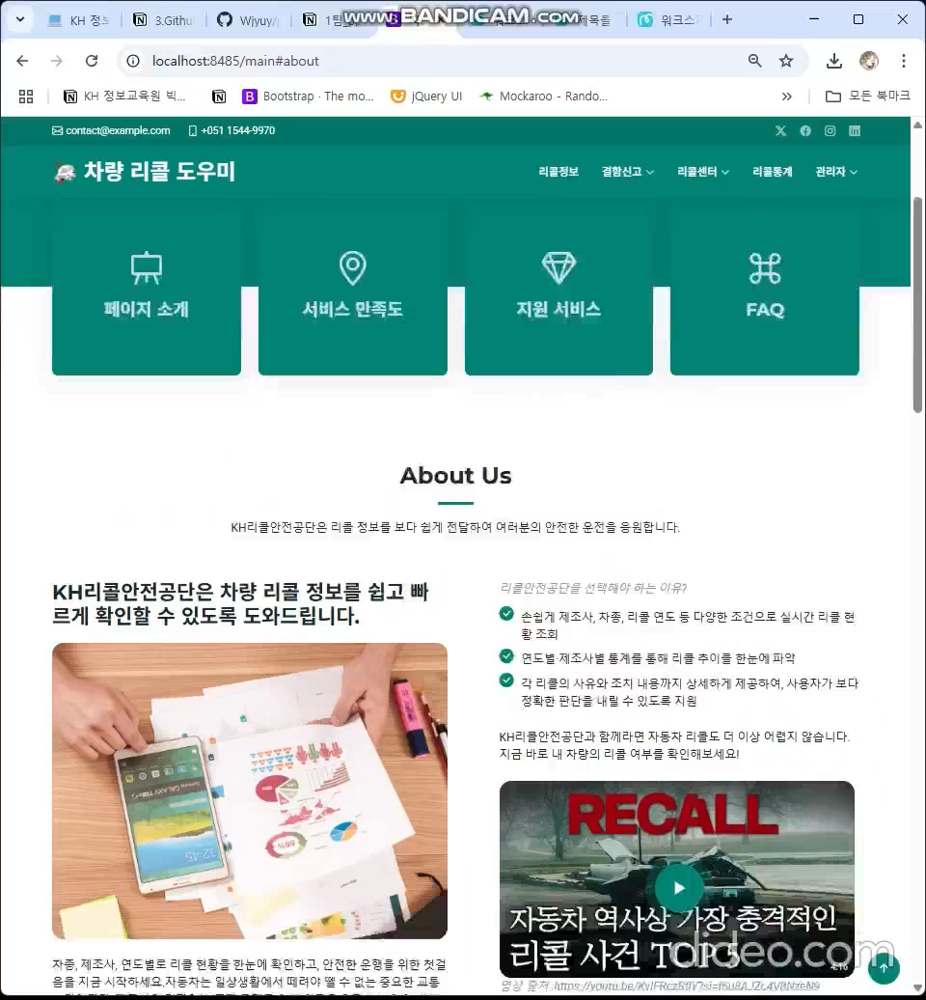 KH 정보
3.Githu
Wjyuy/
1팀
www.BANDICAM.com
제목을
워크스
localhost:8485/main#about
KH 정보교육원 빅...
Bootstrap · The mo...
jQuery UI
Mockaroo - Rando...
모든 북마크
contact@example.com
+051 1544-9970
차량 리콜 도우미
리콜정보
결함신고
리콜센터
리콜통계
관리자
페이지 소개
서비스 만족도
지원 서비스
FAQ
About Us
KH리콜안전공단은 리콜 정보를 보다 쉽게 전달하여 여러분의 안전한 운전을 응원합니다.
KH리콜안전공단은 차량 리콜 정보를 쉽고 빠
르게 확인할 수 있도록 도와드립니다.
리콜안전공단을 선택해야 하는 이유?
손쉽게 제조사, 차종, 리콜 연도 등 다양한 조건으로 실시간 리콜 현
황 조회
연도별·제조사별 통계를 통해 리콜 추이를 한눈에 파악
각 리콜의 사유와 조치 내용까지 상세하게 제공하여, 사용자가 보다
정확한 판단을 내릴 수 있도록 지원
KH리콜안전공단과 함께라면 자동차 리콜도 더 이상 어렵지 않습니다.
지금 바로 내 차량의 리콜 여부를 확인해보세요!
RECALL
자동차 역사상 가장 충격적인
리콜 사건 TOP 5
4:16
clideo.com
12:45
55%
차종, 제조사, 연도별로 리콜 현황을 한눈에 확인하고, 안전한 운행을 위한 첫걸
음을 지금 시작하세요.자동차는 일상생활에서 떼려야 뗄 수 없는 중요한 교통